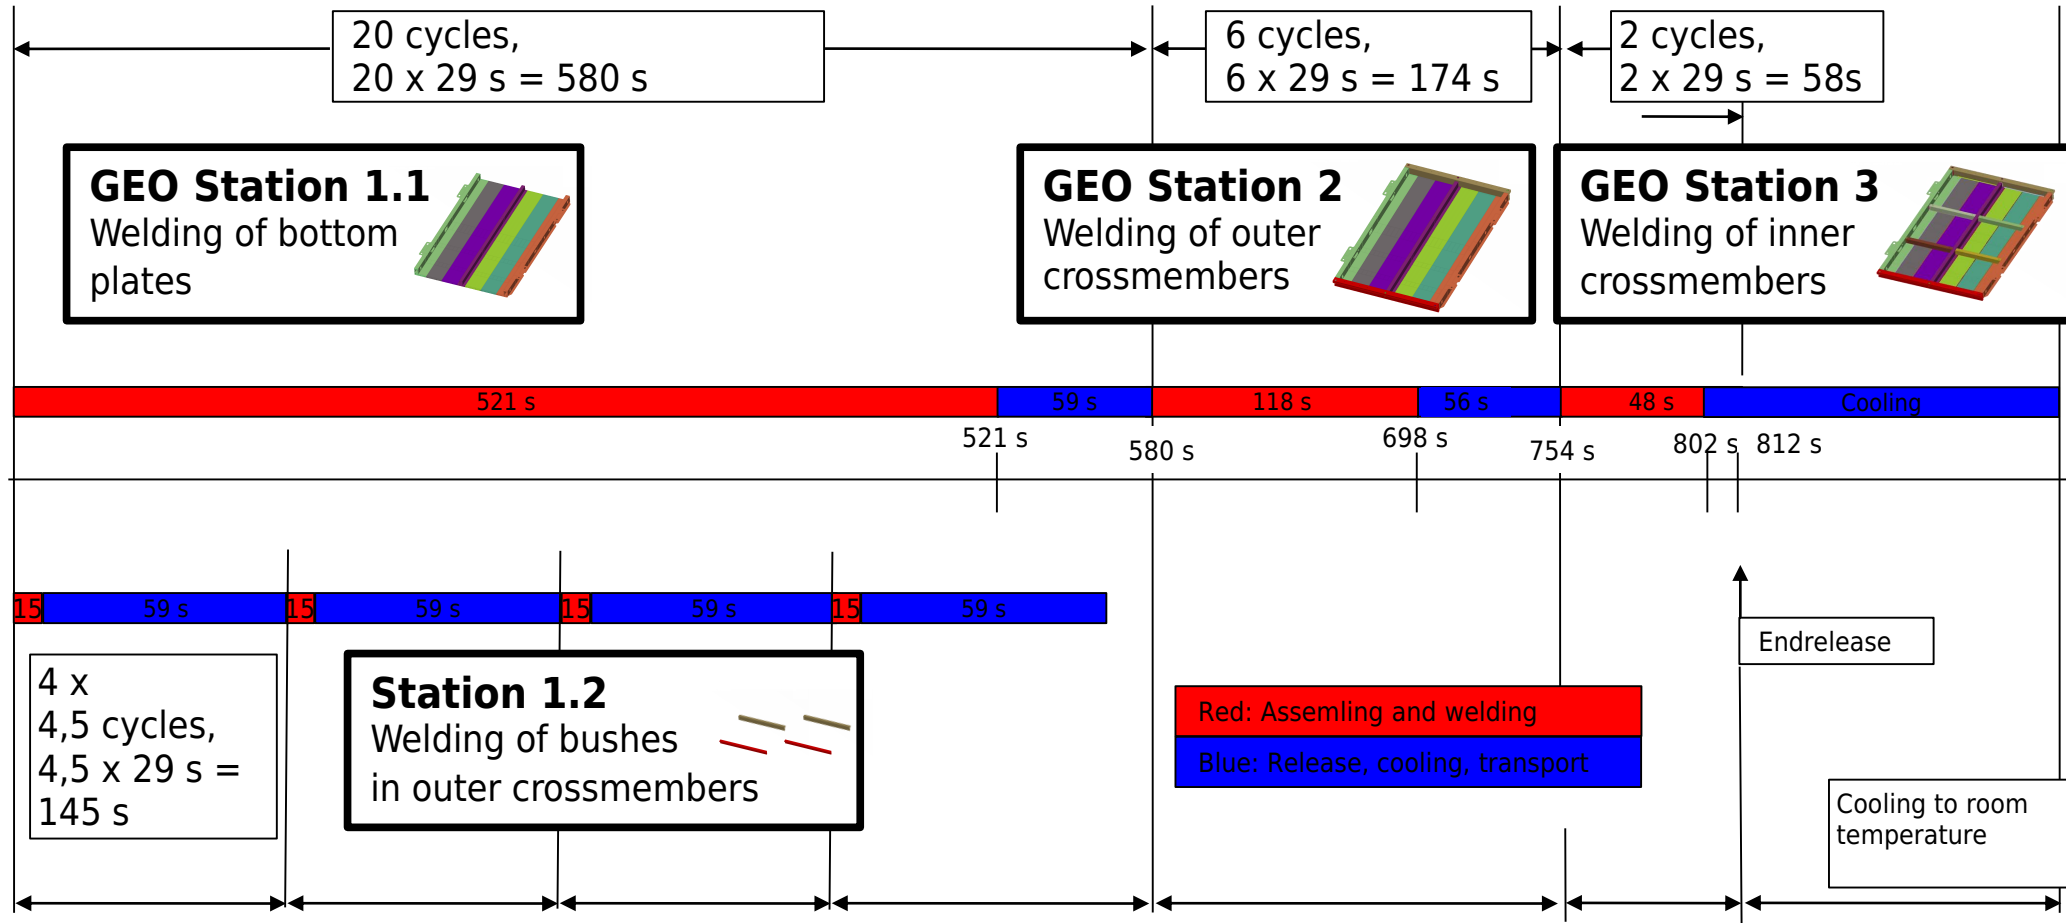 20 cycles,
20 x 29 s = 580 s
6 cycles,
6 x 29 s = 174 s
2 cycles,
2 x 29 s = 58s
GEO Station 1.1
Welding of bottom
plates
GEO Station 2
Welding of outer
crossmembers
GEO Station 3
Welding of inner
crossmembers
521 s
59 s
118 s
56 s
48 s
Cooling
521 s
580 s
698 s
754 s
802 s
812 s
15
59 s
15
59 s
15
59 s
15
59 s
4 x
4,5 cycles,
4,5 x 29 s =
145 s
Station 1.2
Welding of bushes
in outer crossmembers
Endrelease
Red: Assemling and welding
Blue: Release, cooling, transport
Cooling to room
temperature